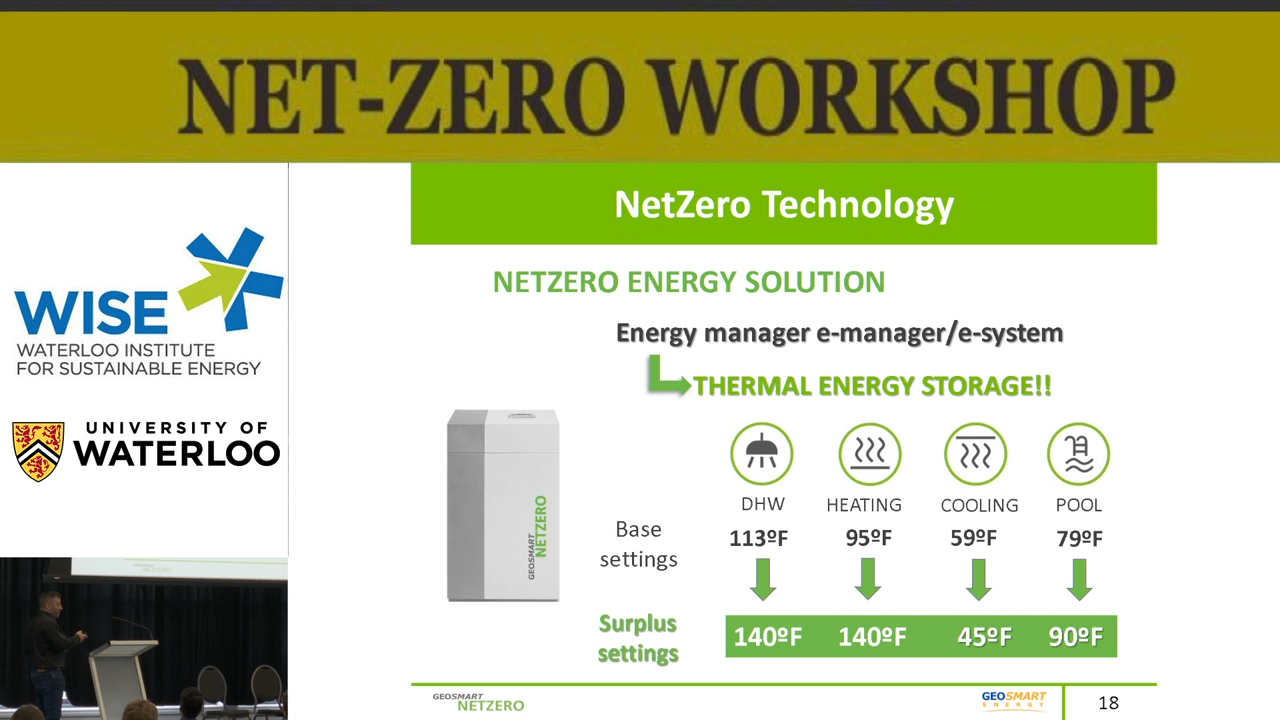 NET-ZERO WORKSHOP
NetZero Technology
NETZERO ENERGY SOLUTION
Energy manager e-manager/e-system
THERMAL ENERGY STORAGE!!
WISE
WATERLOO INSTITUTE
FOR SUSTAINABLE ENERGY
UNIVERSITY OF
WATERLOO
GEOSMART
NETZERO
DHW HEATING COOLING POOL
Base
settings
113ºF 95ºF 59ºF 79ºF
Surplus
settings
140ºF 140ºF 45ºF 90ºF
GEOSMART
NETZERO
GEOSMART
ENERGY
18